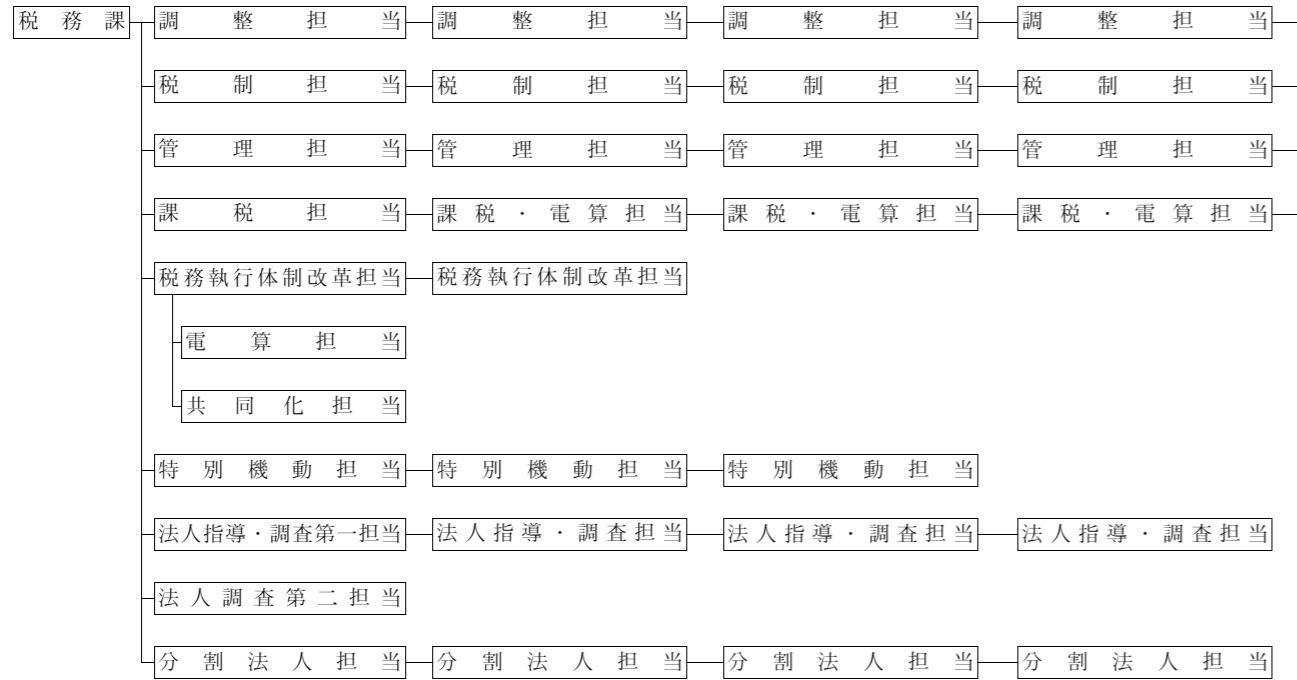 税務課 調整担当 調整担当 調整担当 調整担当
税制担当 税制担当 税制担当 税制担当
管理担当 管理担当 管理担当 管理担当
課税担当 課税・電算担当 課税・電算担当 課税・電算担当
税務執行体制改革担当 税務執行体制改革担当
電算担当
共同化担当
特別機動担当 特別機動担当 特別機動担当
法人指導・調査第一担当 法人指導・調査担当 法人指導・調査担当 法人指導・調査担当
法人調査第二担当
分割法人担当 分割法人担当 分割法人担当 分割法人担当